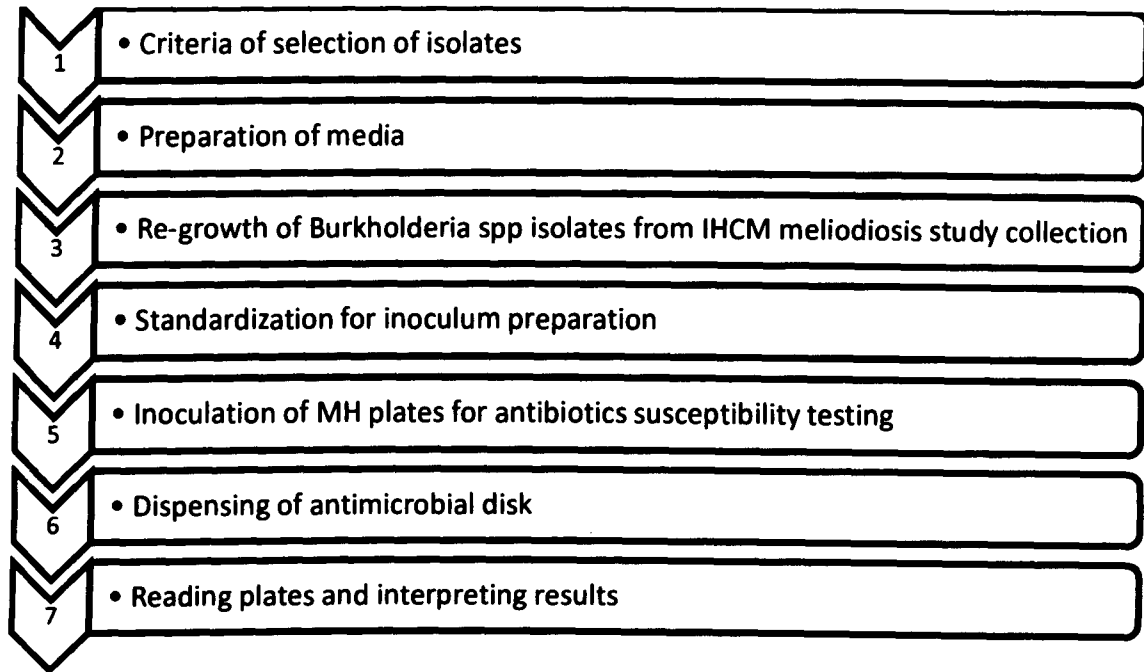 1
• Criteria of selection of isolates
2
• Preparation of media
3
• Re-growth of Burkholderia spp isolates from IHCM meliodiosis study collection
4
• Standardization for inoculum preparation
5
• Inoculation of MH plates for antibiotics susceptibility testing
6
• Dispensing of antimicrobial disk
7
• Reading plates and interpreting results